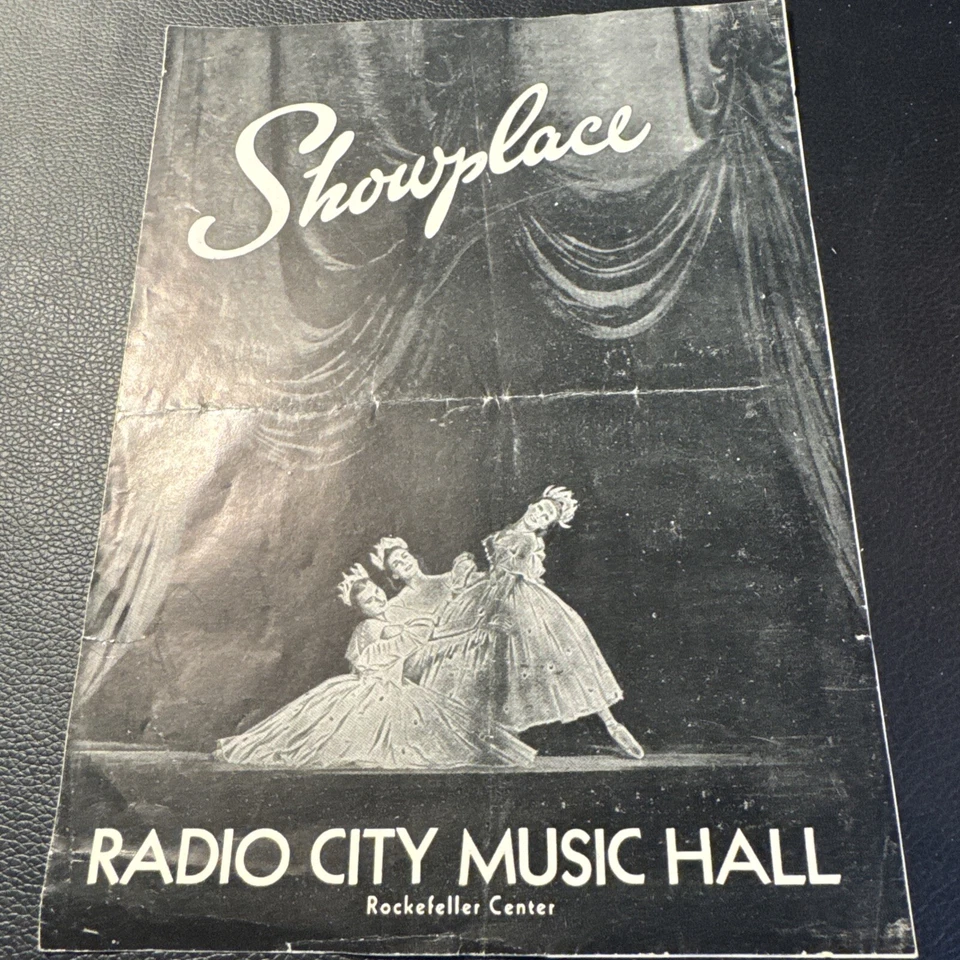 Showplace
RADIO CITY MUSIC HALL
Rockefeller Center